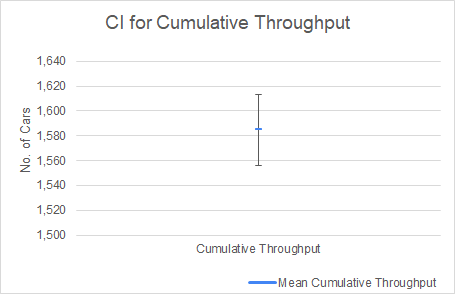 CI for Cumulative Throughput
No. of Cars
1,640
1,620
1,600
1,580
1,560
1,540
1,520
1,500
Cumulative Throughput
Mean Cumulative Throughput